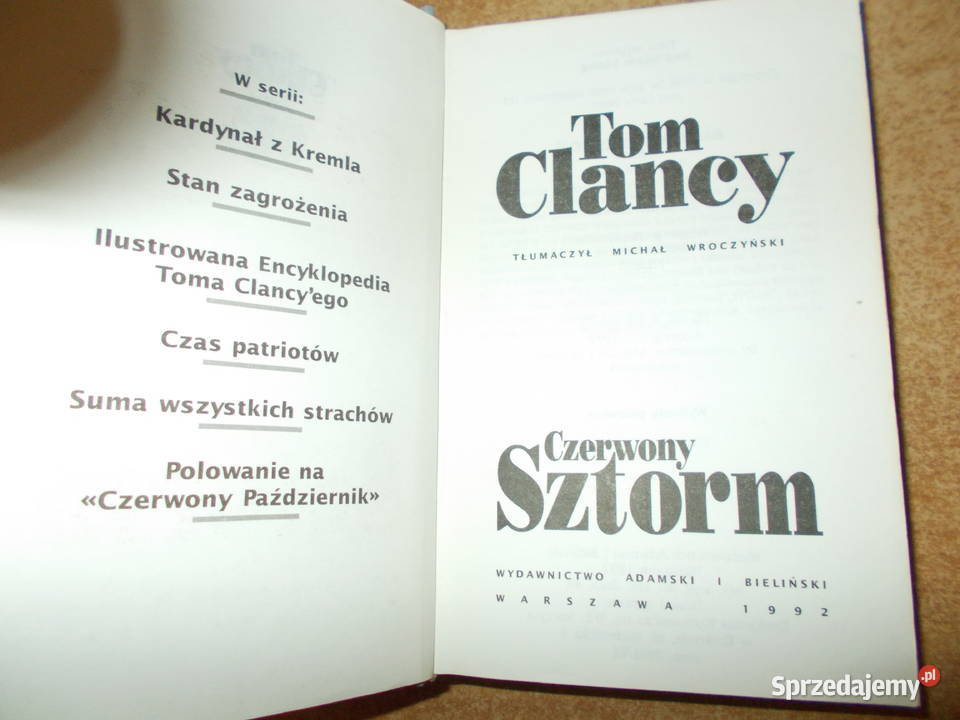 W serii:
Kardynał z Kremla
Stan zagrożenia
Ilustrowana Encyklopedia
Toma Clancy'ego
Czas patriotów
Suma wszystkich strachów
Polowanie na
«Czerwony Październik»
Tom
Clancy
TŁUMACZYŁ MICHAŁ WROCZYŃSKI
Czerwony
Sztorm
WYDAWNICTWO ADAMSKI I BIELIŃSKI
WARSZAWA 1992
Sprzedajemy.pl